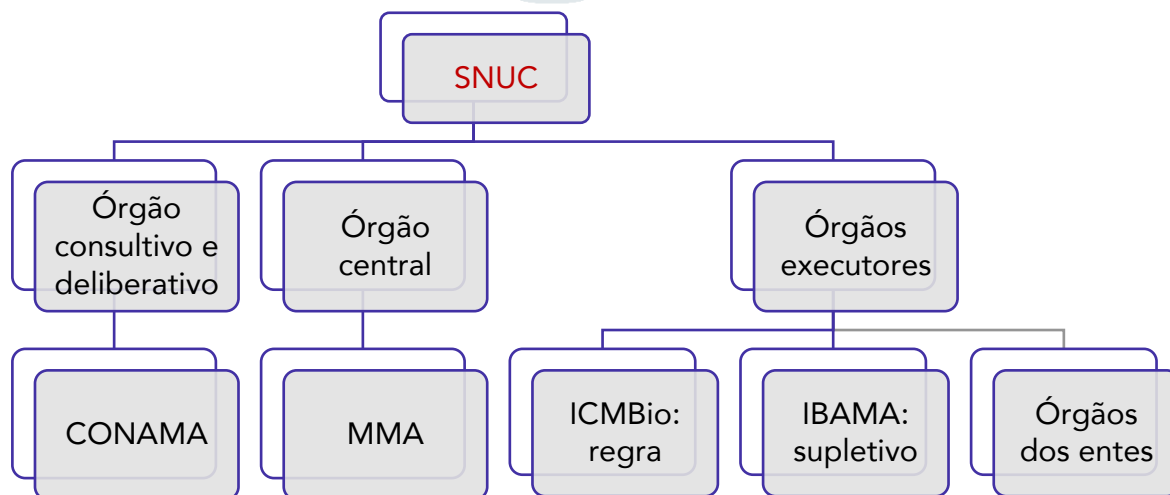 SNUC
Órgão
consultivo e
deliberativo
Órgão
central
Órgãos
executores
CONAMA
MMA
ICMBio:
regra
IBAMA:
supletivo
Órgãos
dos entes